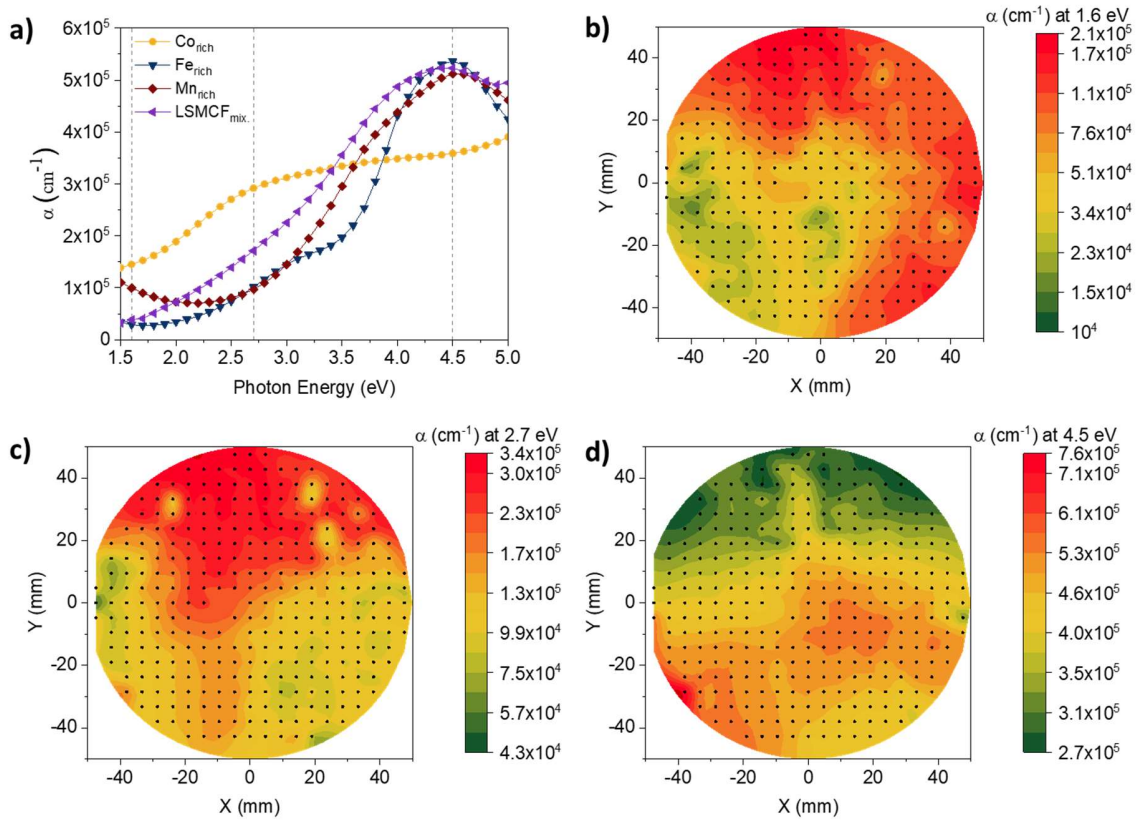 a)
6x10⁵
5x10⁵
4x10⁵
3x10⁵
2x10⁵
1x10⁵
0
α (cm⁻¹)
Co_rich
Fe_rich
Mn_rich
LSMCF_mix.
1.5 2.0 2.5 3.0 3.5 4.0 4.5 5.0
Photon Energy (eV)
b)
α (cm⁻¹) at 1.6 eV
40
20
0
-20
-40
Y (mm)
-40 -20 0 20 40
X (mm)
2.1x10⁵
1.7x10⁵
1.1x10⁵
7.6x10⁴
5.1x10⁴
3.4x10⁴
2.3x10⁴
1.5x10⁴
10⁴
c)
α (cm⁻¹) at 2.7 eV
40
20
0
-20
-40
Y (mm)
-40 -20 0 20 40
X (mm)
3.4x10⁵
3.0x10⁵
2.3x10⁵
1.7x10⁵
1.3x10⁵
9.9x10⁴
7.5x10⁴
5.7x10⁴
4.3x10⁴
d)
α (cm⁻¹) at 4.5 eV
40
20
0
-20
-40
Y (mm)
-40 -20 0 20 40
X (mm)
7.6x10⁵
7.1x10⁵
6.1x10⁵
5.3x10⁵
4.6x10⁵
4.0x10⁵
3.5x10⁵
3.1x10⁵
2.7x10⁵